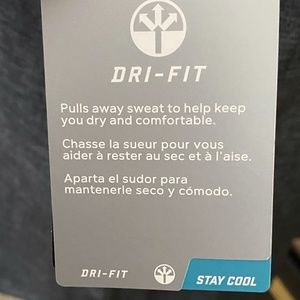 DRI-FIT
Pulls away sweat to help keep
you dry and comfortable.
Chasse la sueur pour vous
aider à rester au sec et à l'aise.
Aparta el sudor para
mantenerle seco y cómodo.
DRI-FIT
STAY COOL